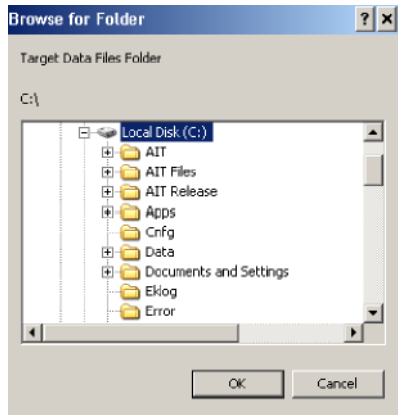 Browse for Folder
Target Data Files Folder
C:\
Local Disk (C:)
AIT
AIT Files
AIT Release
Apps
Cnfg
Data
Documents and Settings
Eklog
Error
OK Cancel